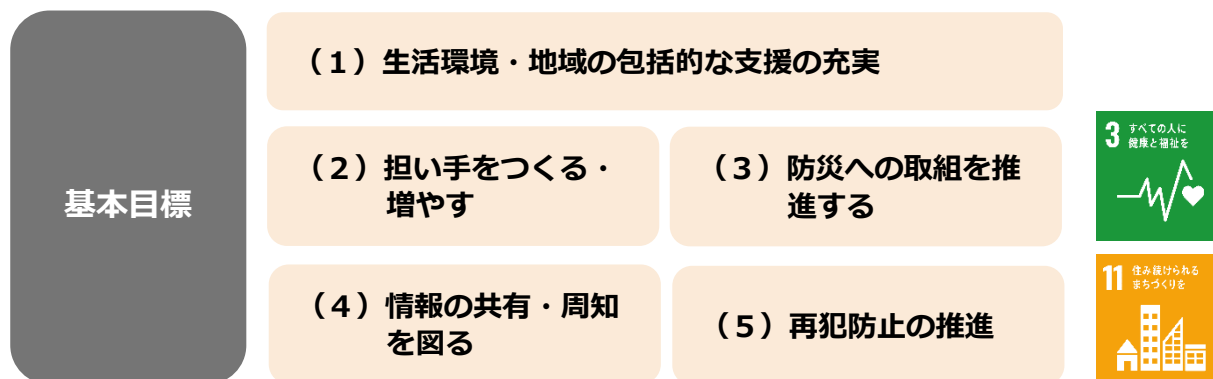 基本目標
（１）生活環境・地域の包括的な支援の充実
（２）担い手をつくる・
増やす
（３）防災への取組を推
進する
（４）情報の共有・周知
を図る
（５）再犯防止の推進
3 すべての人に
健康と福祉を
11 住み続けられる
まちづくりを